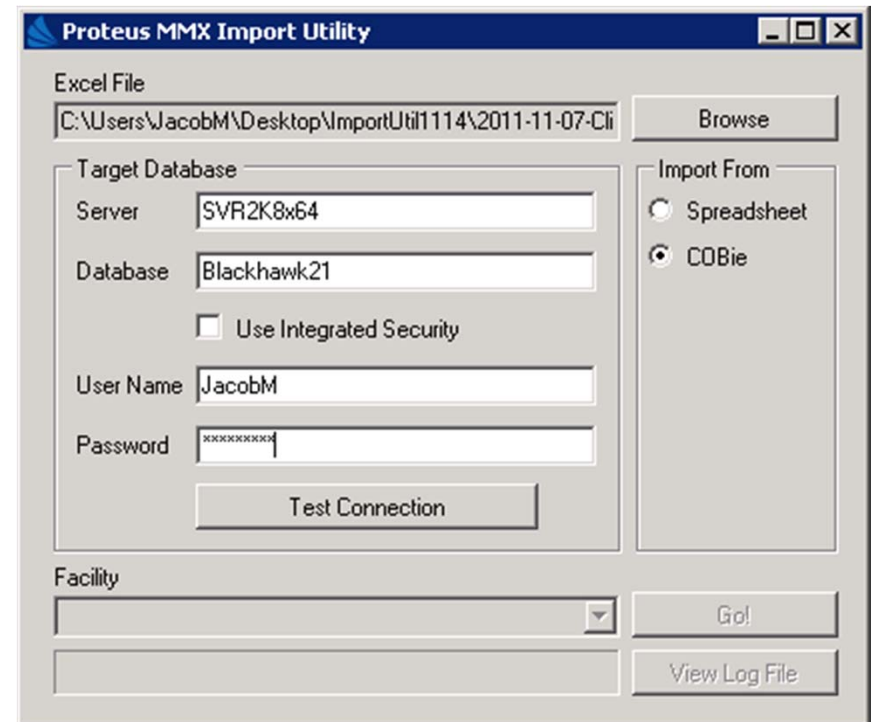 Proteus MMX Import Utility
Excel File
C:\Users\JacobM\Desktop\ImportUtil1114\2011-11-07-Cli
Browse
Target Database
Import From
Server
SVR2K8x64
Spreadsheet
COBie
Database
Blackhawk21
Use Integrated Security
User Name
JacobM
Password
*********
Test Connection
Facility
Go!
View Log File